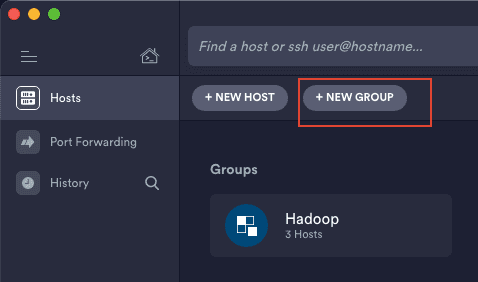 Find a host or ssh user@hostname...
Hosts
+ NEW HOST
+ NEW GROUP
Port Forwarding
History
Groups
Hadoop
3 Hosts